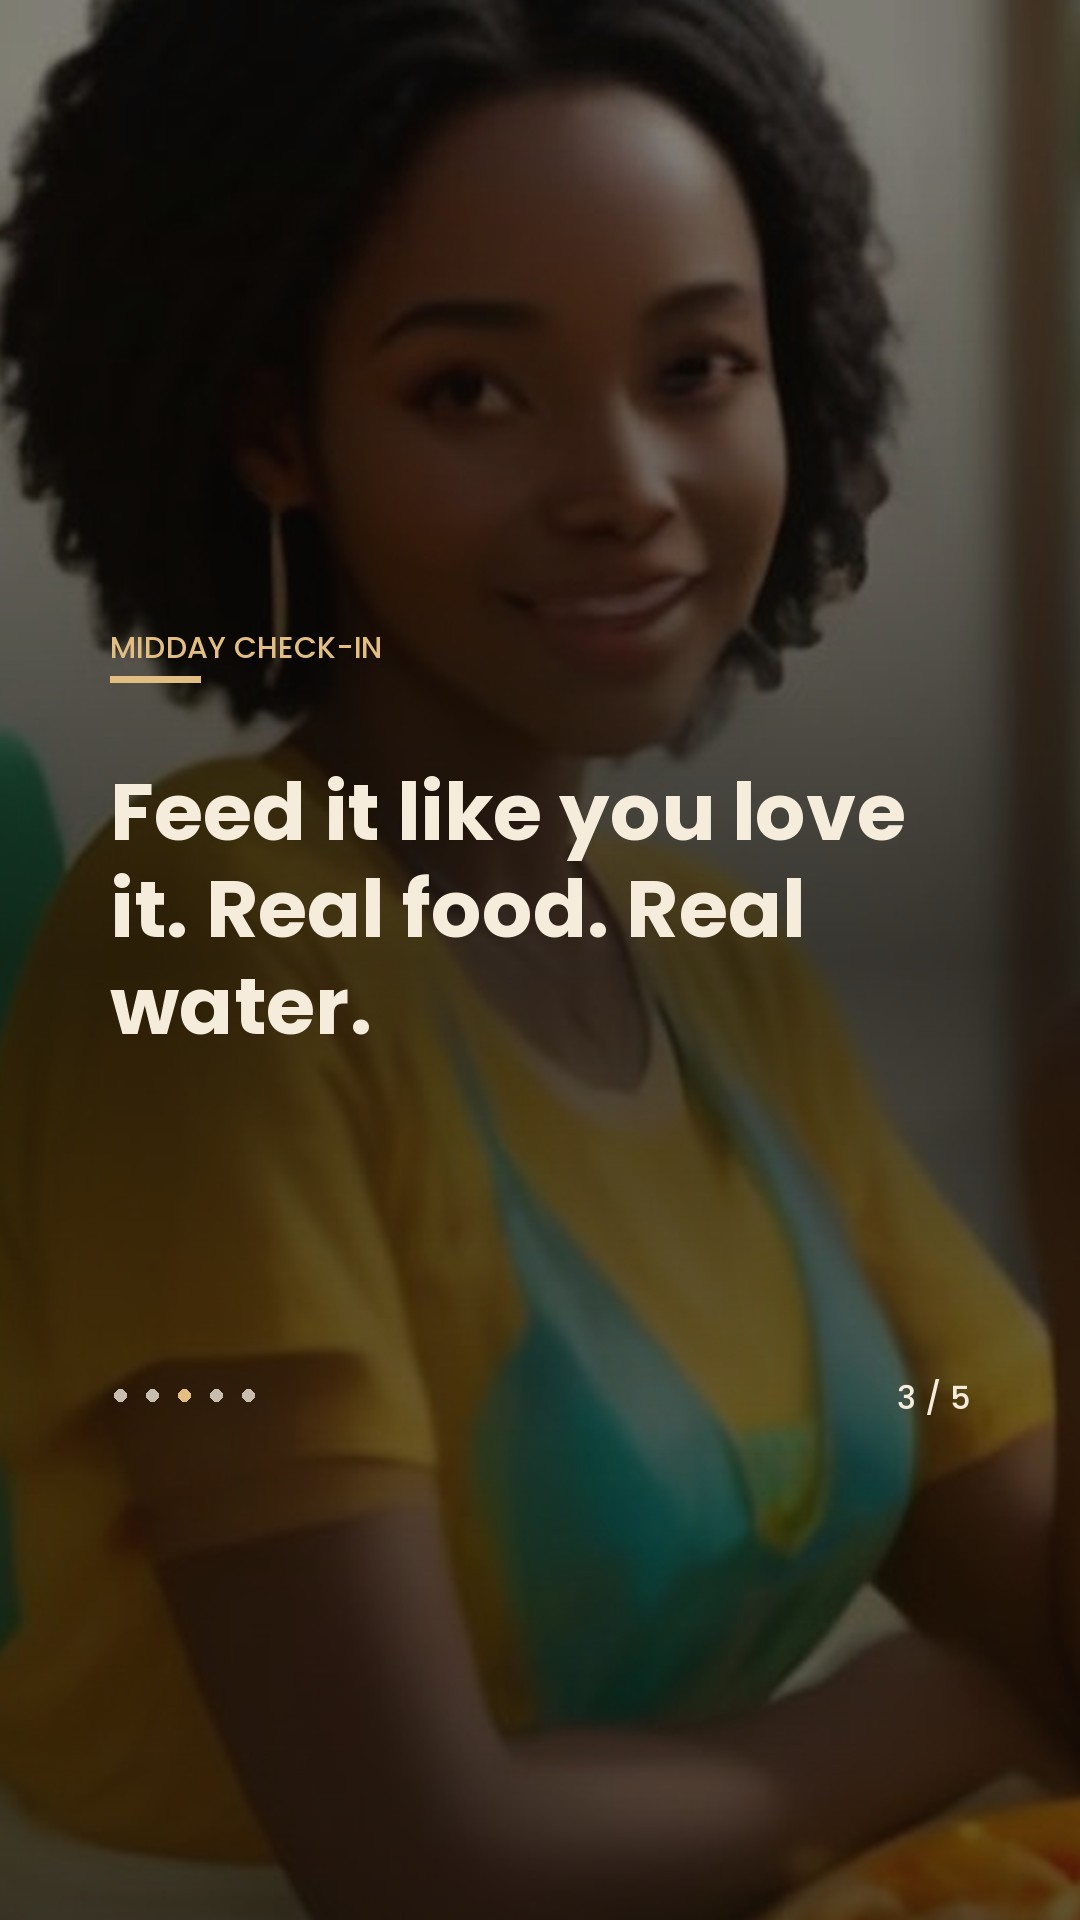 MIDDAY CHECK-IN
Feed it like you love
it. Real food. Real
water.
3 / 5